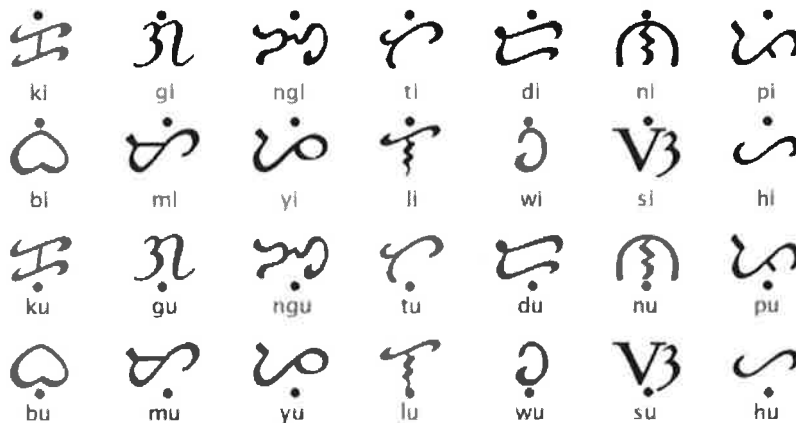 ᜃᜒ ᜄᜒ ᜅᜒ ᜆᜒ ᜇᜒ ᜈᜒ ᜉᜒ
ki gi ngi ti di ni pi
ᜊᜒ ᜋᜒ ᜌᜒ ᜎᜒ ᜏᜒ ᜐᜒ ᜑᜒ
bi mi yi li wi si hi
ᜃᜓ ᜄᜓ ᜅᜓ ᜆᜓ ᜇᜓ ᜈᜓ ᜉᜓ
ku gu ngu tu du nu pu
ᜊᜓ ᜋᜓ ᜌᜓ ᜎᜓ ᜏᜓ ᜐᜓ ᜑᜓ
bu mu yu lu wu su hu